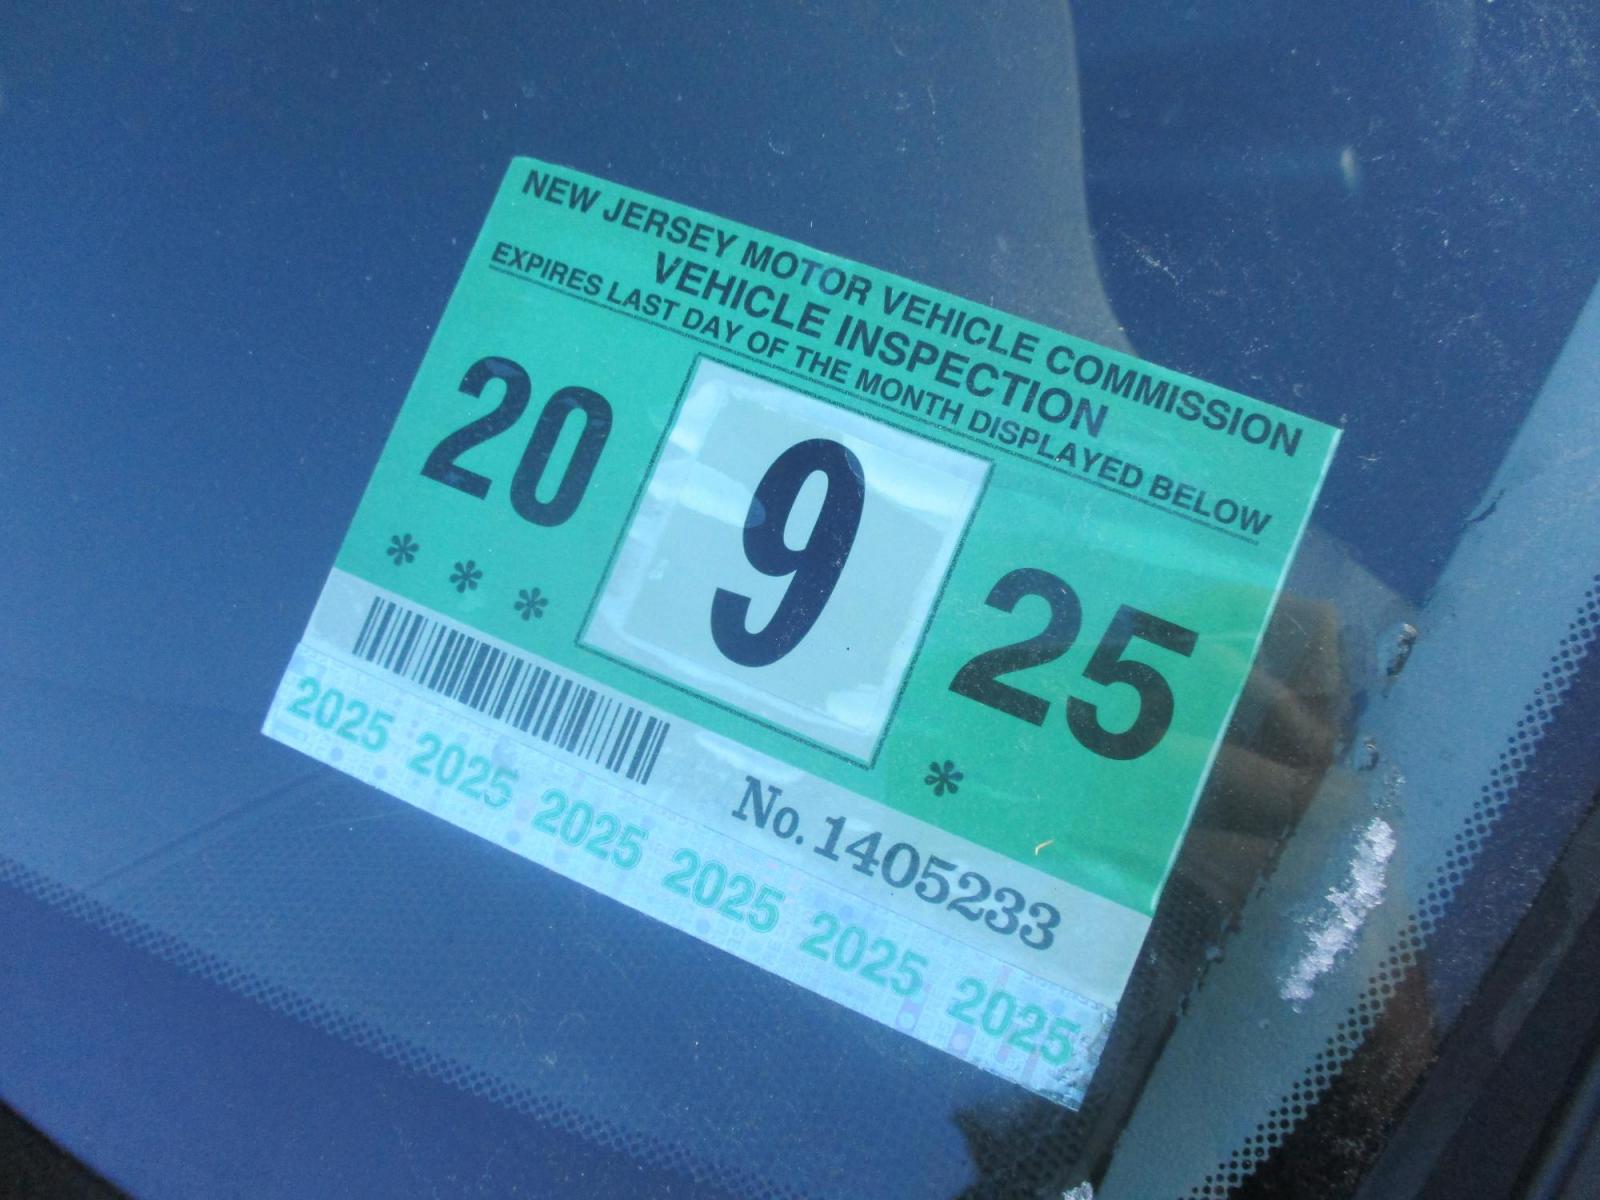 NEW JERSEY MOTOR VEHICLE COMMISSION
VEHICLE INSPECTION
EXPIRES LAST DAY OF THE MONTH DISPLAYED BELOW
20 9 25
* * * *
No. 1405233
2025 2025 2025 2025 2025 2025